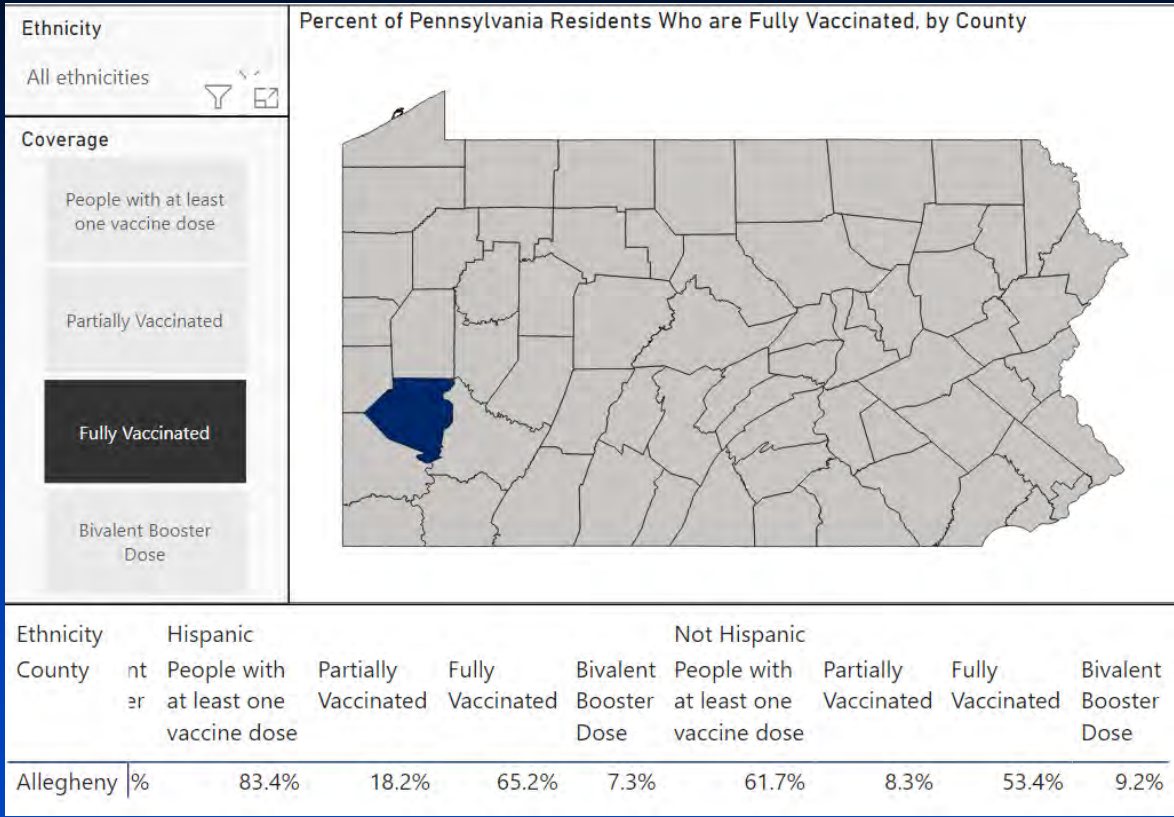 Ethnicity
All ethnicities
Coverage
People with at least
one vaccine dose
Partially Vaccinated
Fully Vaccinated
Bivalent Booster
Dose
Percent of Pennsylvania Residents Who are Fully Vaccinated, by County
Ethnicity Hispanic Not Hispanic
County nt People with Partially Fully Bivalent People with Partially Fully Bivalent
er at least one Vaccinated Vaccinated Booster at least one Vaccinated Vaccinated Booster
vaccine dose Dose vaccine dose Dose
Allegheny % 83.4% 18.2% 65.2% 7.3% 61.7% 8.3% 53.4% 9.2%